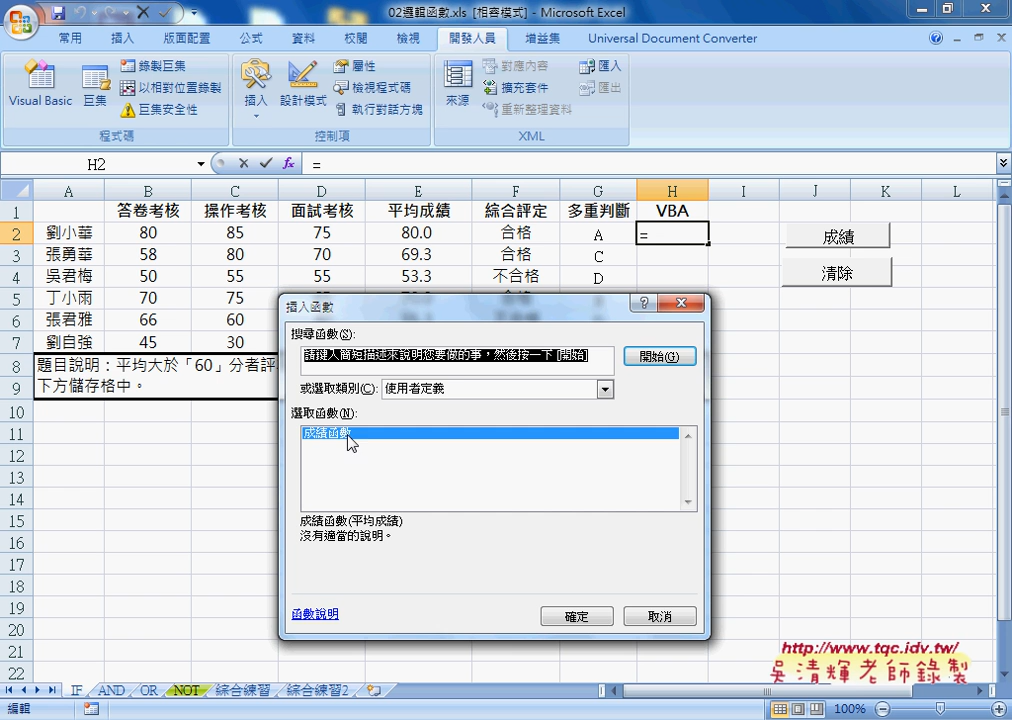 02邏輯函數.xls [相容模式] - Microsoft Excel
常用 插入 版面配置 公式 資料 校閱 檢視 開發人員 增益集 Universal Document Converter
Visual Basic 巨集 錄製巨集 以相對位置錄製 巨集安全性 程式碼
插入 設計模式 屬性 檢視程式碼 執行對話方塊 控制項
來源 對應內容 擴充套件 重新整理資料 匯入 匯出 XML
H2 =
A B C D E F G H I J K L
1 答卷考核 操作考核 面試考核 平均成績 綜合評定 多重判斷 VBA
2 劉小華 80 85 75 80.0 合格 A = 成績
3 張勇華 58 80 70 69.3 合格 C
4 吳君梅 50 55 55 53.3 不合格 D 清除
5 丁小雨 70 75
6 張君雅 66 60
7 劉自強 45 30
8 題目說明：平均大於「60」分者評
9 下方儲存格中。
10
11
12
13
14
15
16
17
18
19
20
21
22
插入函數
搜尋函數(S):
請鍵入簡短描述來說明您要做的事，然後按一下 [開始]
開始(G)
或選取類別(C): 使用者定義
選取函數(N):
成績函數
成績函數(平均成績)
沒有適當的說明。
函數說明 確定 取消
http://www.tqc.idv.tw/
吳清輝老師錄製
IF AND OR NOT 綜合練習 綜合練習2
編輯 100%